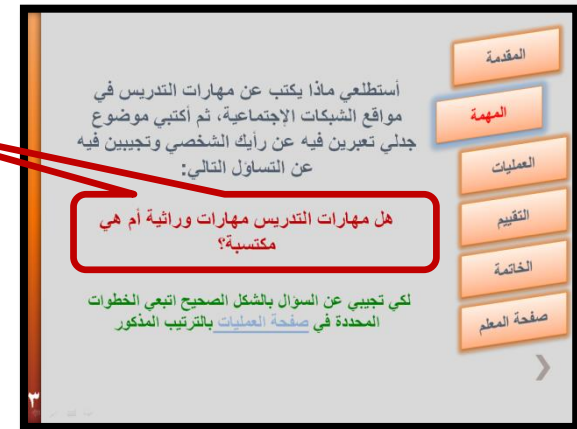 المقدمة
المهمة
العمليات
التقييم
الخاتمة
صفحة المعلم
أستطلعي ماذا يكتب عن مهارات التدريس في
مواقع الشبكات الإجتماعية، ثم أكتبي موضوع
جدلي تعبرين فيه عن رأيك الشخصي وتجيبين فيه
عن التساؤل التالي:
هل مهارات التدريس مهارات وراثية أم هي
مكتسبة؟
لكي تجيبي عن السؤال بالشكل الصحيح اتبعي الخطوات
المحددة في صفحة العمليات بالترتيب المذكور
٣